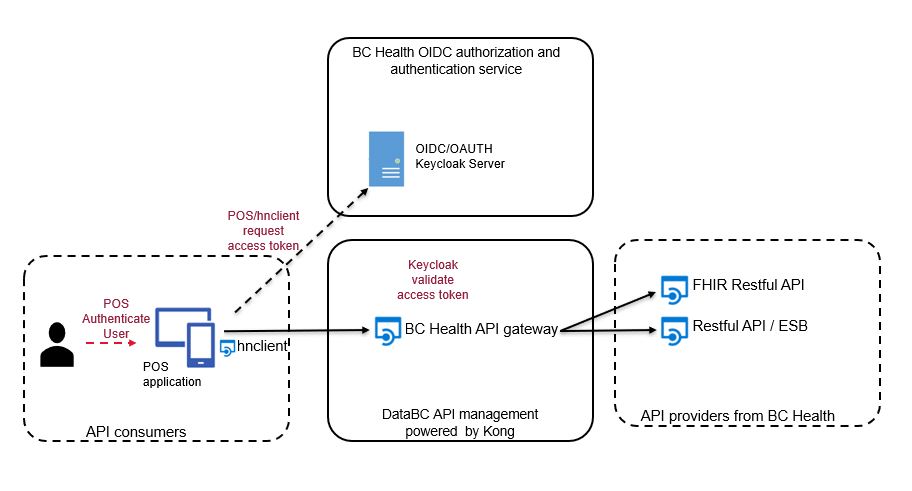 BC Health OIDC authorization and
authentication service
OIDC/OAUTH
Keycloak Server
POS/hnclient
request
access token
Keycloak
validate
access token
POS
Authenticate
User
POS
application
hnclient
API consumers
BC Health API gateway
DataBC API management
powered by Kong
FHIR Restful API
Restful API / ESB
API providers from BC Health